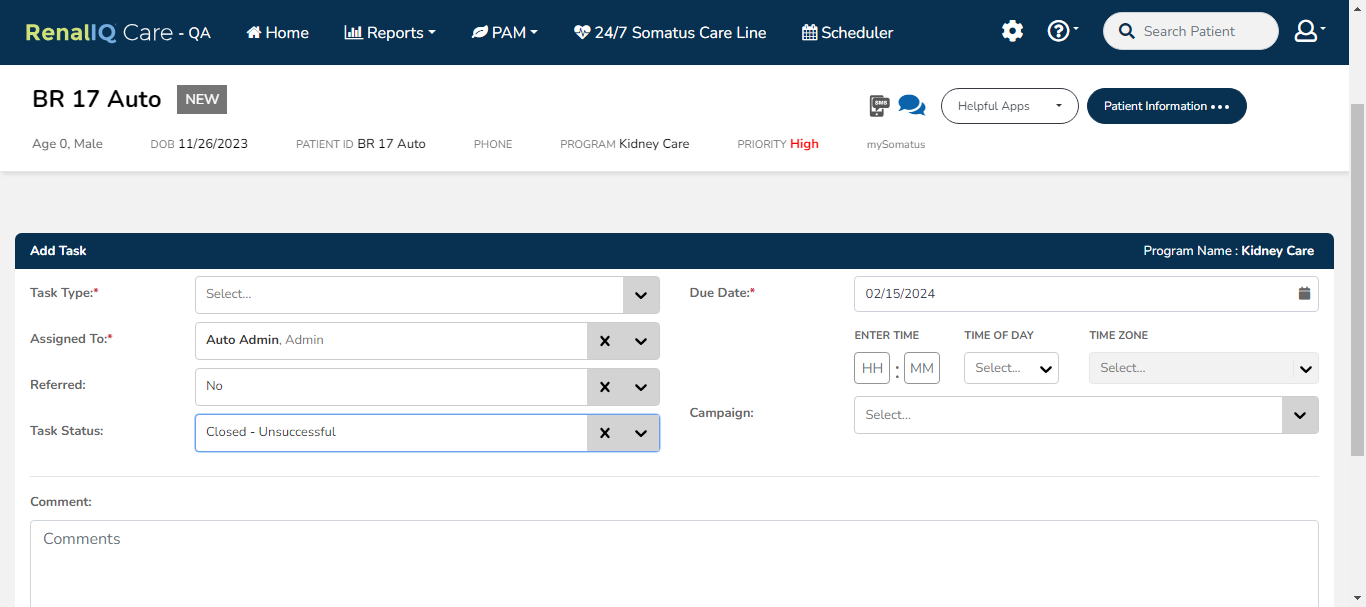 RenalIQ Care - QA Home Reports PAM 24/7 Somatus Care Line Scheduler Search Patient
BR 17 Auto NEW SMS Helpful Apps Patient Information
Age 0, Male DOB 11/26/2023 PATIENT ID BR 17 Auto PHONE PROGRAM Kidney Care PRIORITY High mySomatus
Add Task Program Name : Kidney Care
Task Type:* Select... Due Date:* 02/15/2024
Assigned To:* Auto Admin, Admin ENTER TIME TIME OF DAY TIME ZONE
HH : MM Select... Select...
Referred: No
Campaign: Select...
Task Status: Closed - Unsuccessful
Comment:
Comments